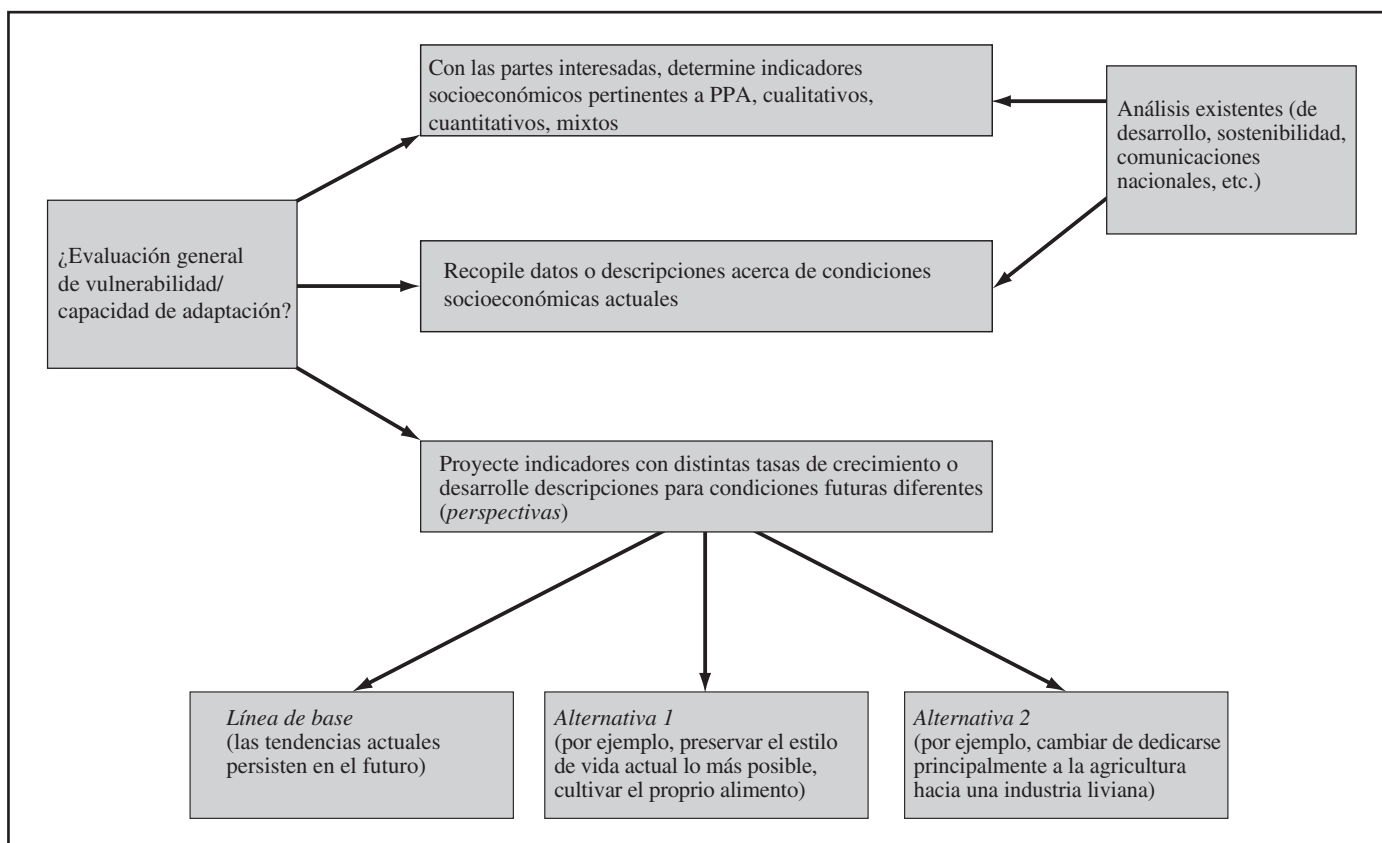 Con las partes interesadas, determine indicadores
socioeconómicos pertinentes a PPA, cualitativos,
cuantitativos, mixtos
Análisis existentes (de
desarrollo, sostenibilidad,
comunicaciones
nacionales, etc.)
¿Evaluación general
de vulnerabilidad/
capacidad de adaptación?
Recopile datos o descripciones acerca de condiciones
socioeconómicas actuales
Proyecte indicadores con distintas tasas de crecimiento o
desarrolle descripciones para condiciones futuras diferentes
(perspectivas)
Línea de base
(las tendencias actuales
persisten en el futuro)
Alternativa 1
(por ejemplo, preservar el estilo
de vida actual lo más posible,
cultivar el proprio alimento)
Alternativa 2
(por ejemplo, cambiar de dedicarse
principalmente a la agricultura
hacia una industria liviana)